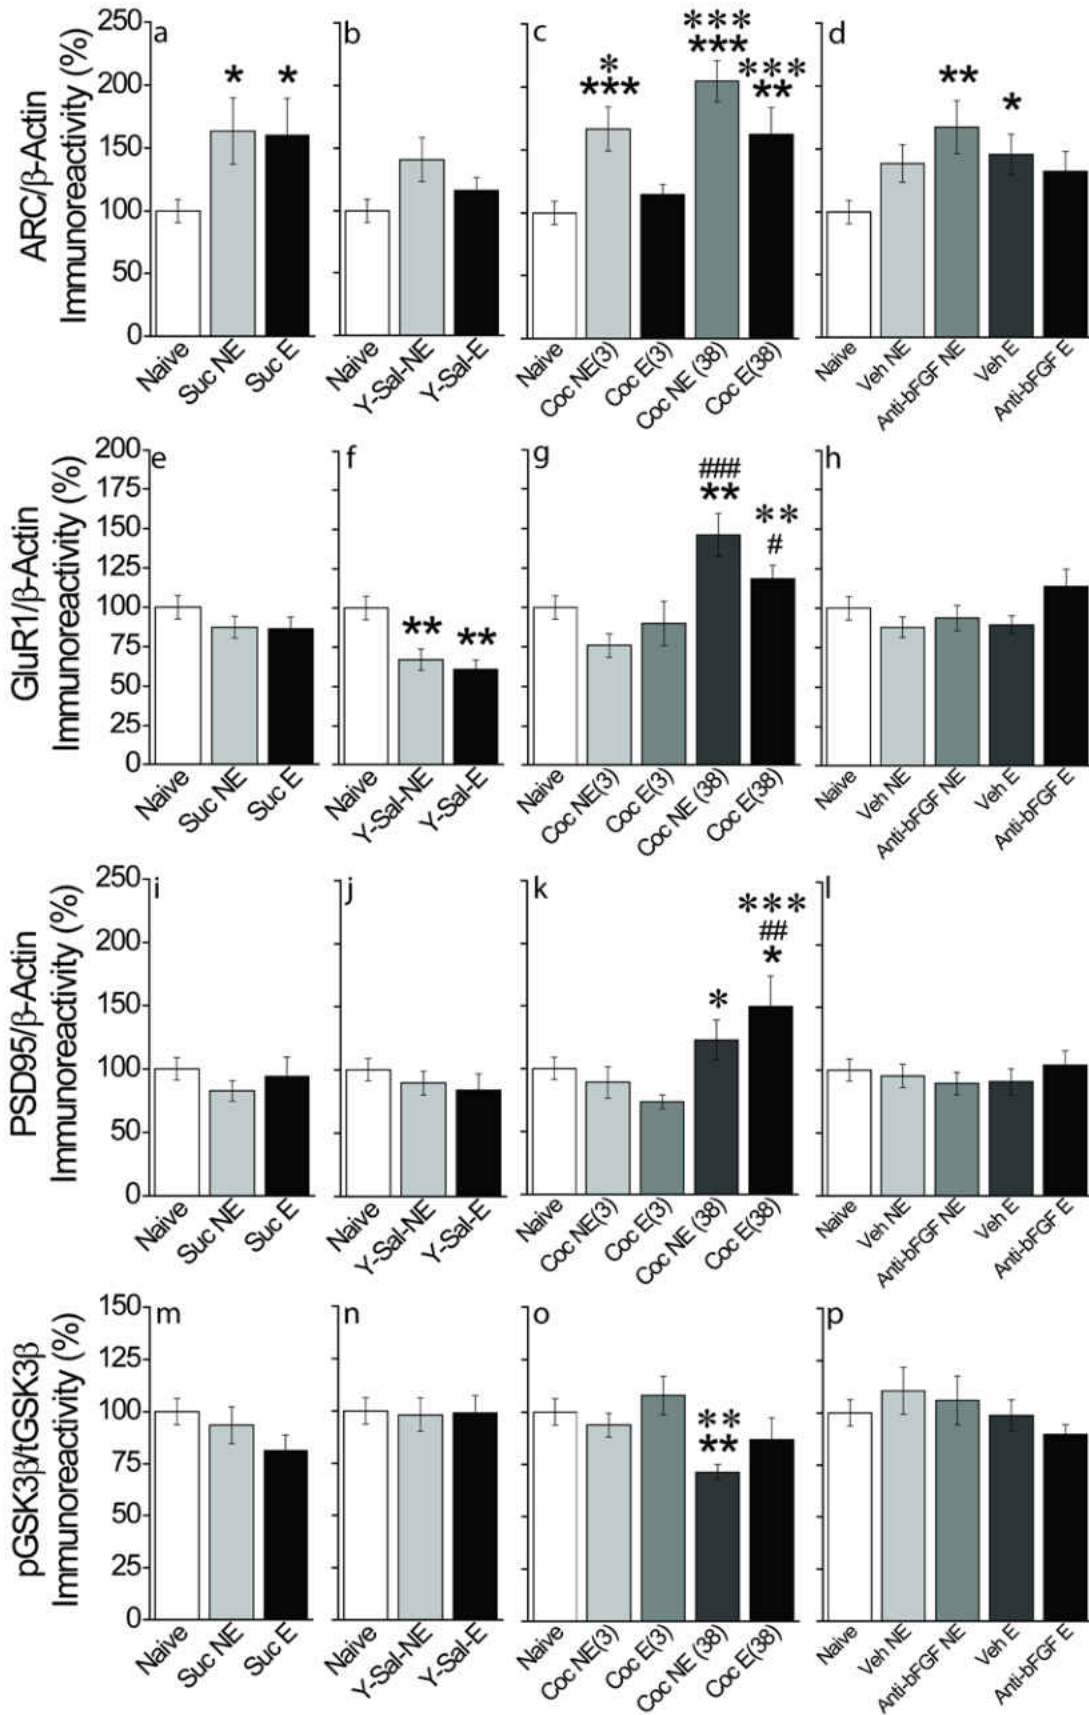 ARC/β-Actin
Immunoreactivity (%)
250
200
150
100
50
0
a
*
*
Naive
Suc NE
Suc E
b
Naive
Y-Sal-NE
Y-Sal-E
c
*
***
***
***
***
**
Naive
Coc NE(3)
Coc E(3)
Coc NE (38)
Coc E(38)
d
**
*
Naive
Veh NE
Anti-bFGF NE
Veh E
Anti-bFGF E
GluR1/β-Actin
Immunoreactivity (%)
200
175
150
125
100
75
50
25
0
e
Naive
Suc NE
Suc E
f
**
**
Naive
Y-Sal-NE
Y-Sal-E
g
###
**
**
#
Naive
Coc NE(3)
Coc E(3)
Coc NE (38)
Coc E(38)
h
Naive
Veh NE
Anti-bFGF NE
Veh E
Anti-bFGF E
PSD95/β-Actin
Immunoreactivity (%)
250
200
150
100
50
0
i
Naive
Suc NE
Suc E
j
Naive
Y-Sal-NE
Y-Sal-E
k
*
***
##
*
Naive
Coc NE(3)
Coc E(3)
Coc NE (38)
Coc E(38)
l
Naive
Veh NE
Anti-bFGF NE
Veh E
Anti-bFGF E
pGSK3β/tGSK3β
Immunoreactivity (%)
150
125
100
75
50
25
0
m
Naive
Suc NE
Suc E
n
Naive
Y-Sal-NE
Y-Sal-E
o
**
**
Naive
Coc NE(3)
Coc E(3)
Coc NE (38)
Coc E(38)
p
Naive
Veh NE
Anti-bFGF NE
Veh E
Anti-bFGF E